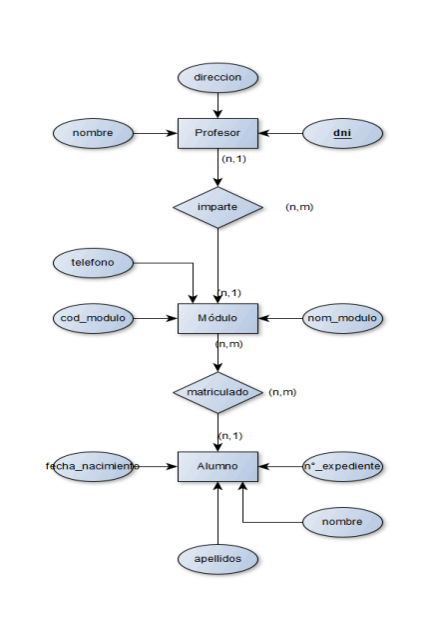 direccion
nombre
Profesor
dni
(n,1)
imparte
(n,m)
telefono
(n,1)
cod_modulo
Módulo
nom_modulo
(n,m)
matriculado
(n,m)
(n,1)
fecha_nacimiento
Alumno
n°_expediente
nombre
apellidos